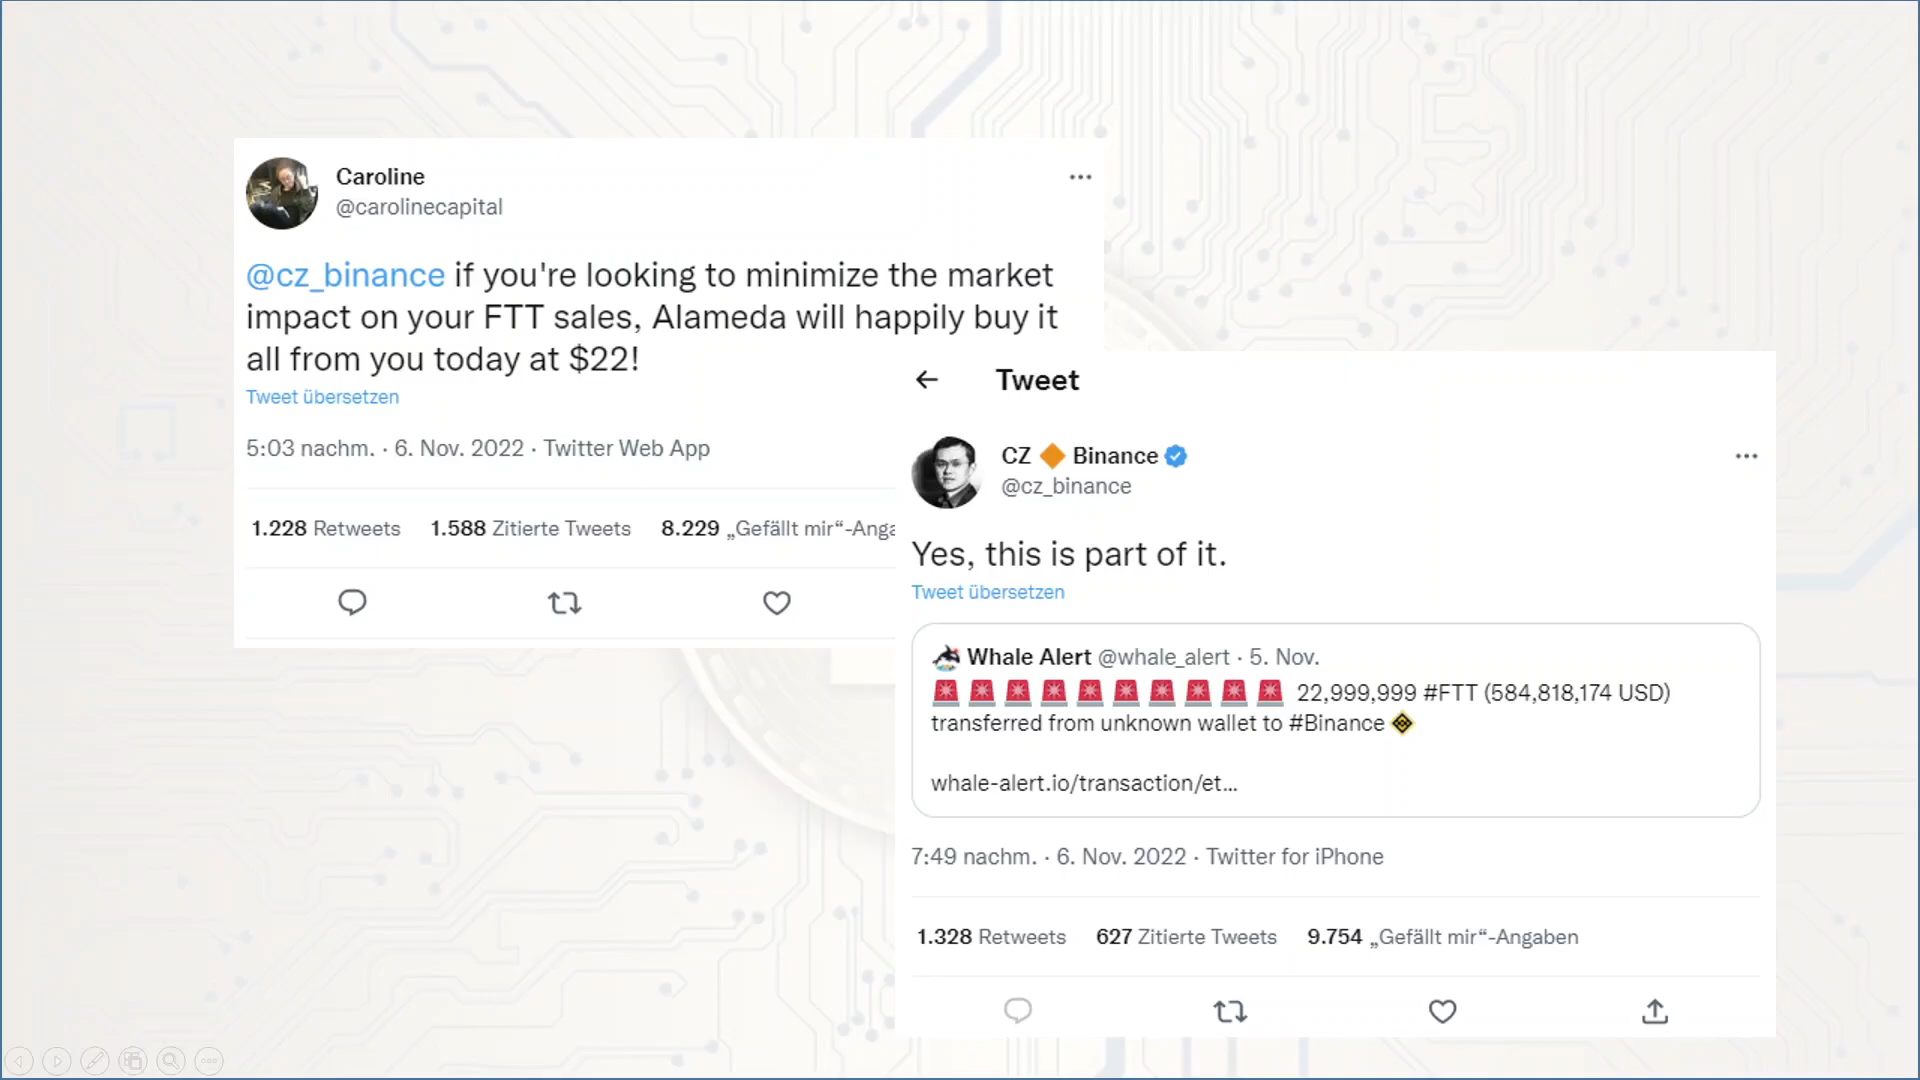 Caroline
@carolinecapital
@cz_binance if you're looking to minimize the market
impact on your FTT sales, Alameda will happily buy it
all from you today at $22!
Tweet übersetzen
5:03 nachm. · 6. Nov. 2022 · Twitter Web App
1.228 Retweets 1.588 Zitierte Tweets 8.229 „Gefällt mir“-Anga
Tweet
CZ 🔶 Binance
@cz_binance
Yes, this is part of it.
Tweet übersetzen
Whale Alert @whale_alert · 5. Nov.
🚨🚨🚨🚨🚨🚨🚨🚨🚨🚨 22,999,999 #FTT (584,818,174 USD)
transferred from unknown wallet to #Binance
whale-alert.io/transaction/et...
7:49 nachm. · 6. Nov. 2022 · Twitter for iPhone
1.328 Retweets 627 Zitierte Tweets 9.754 „Gefällt mir“-Angaben